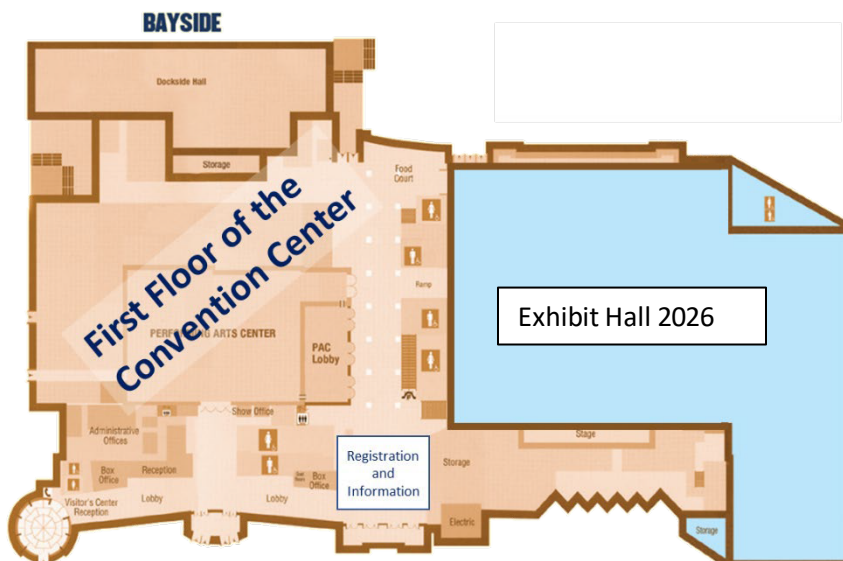 BAYSIDE
Dockside Hall
Storage
Food
Court
First Floor of the
Convention Center
Ramp
Exhibit Hall 2026
PERFORMING ARTS CENTER
PAC
Lobby
Show Office
Administrative
Offices
Registration
and
Information
Storage
Stage
Box
Office
Reception
Box
Office
Visitor's Center
Reception
Lobby
Lobby
Electric
Storage